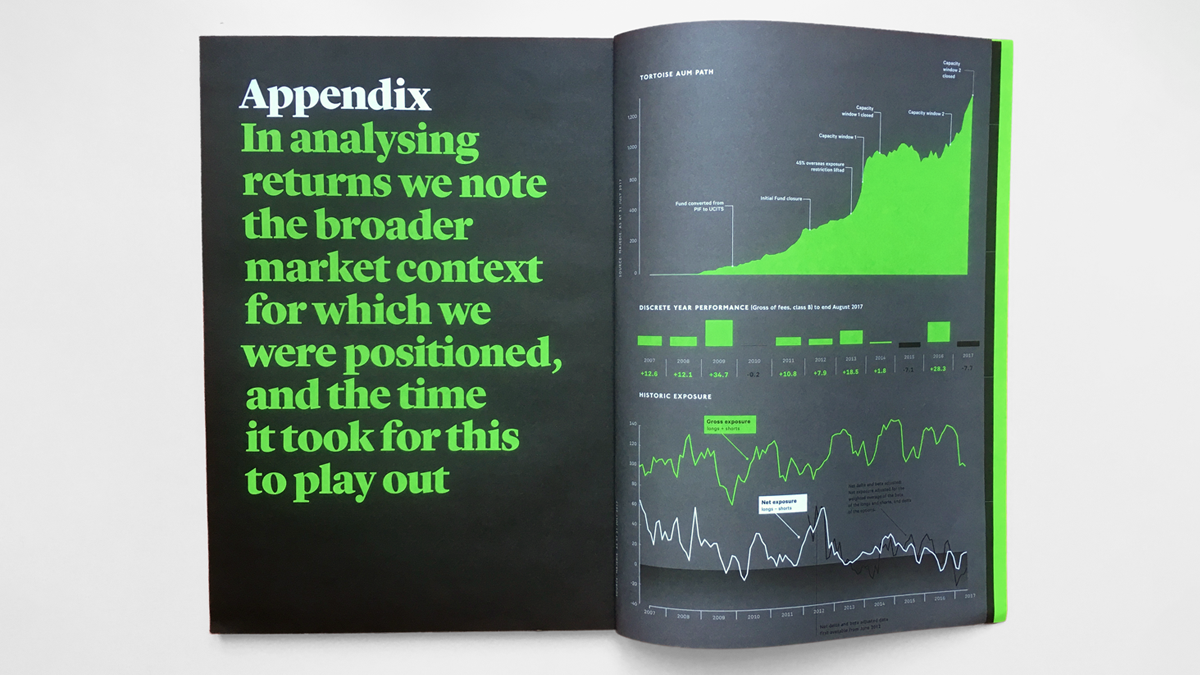 Appendix
In analysing
returns we note
the broader
market context
for which we
were positioned,
and the time
it took for this
to play out
TORTOISE AUM PATH
Capacity
window 2
closed
Capacity
window 1 closed
Capacity window 2
Capacity window 1
45% overseas exposure
restriction lifted
Initial Fund closure
Fund converted from
PIF to UCITS
1200
1000
800
600
400
200
0
DISCRETE YEAR PERFORMANCE (Gross of fees, class B) to end August 2017
2007 2008 2009 2010 2011 2012 2013 2014 2015 2016 2017
+12.6 +12.1 +34.7 -0.2 +10.8 +7.9 +18.5 +1.8 +28.3
HISTORIC EXPOSURE
Gross exposure
longs + shorts
Net exposure
longs - shorts
140
120
100
80
60
40
20
0
-20
-40
2007 2008 2009 2010 2011 2012 2013 2014 2015 2016 2017